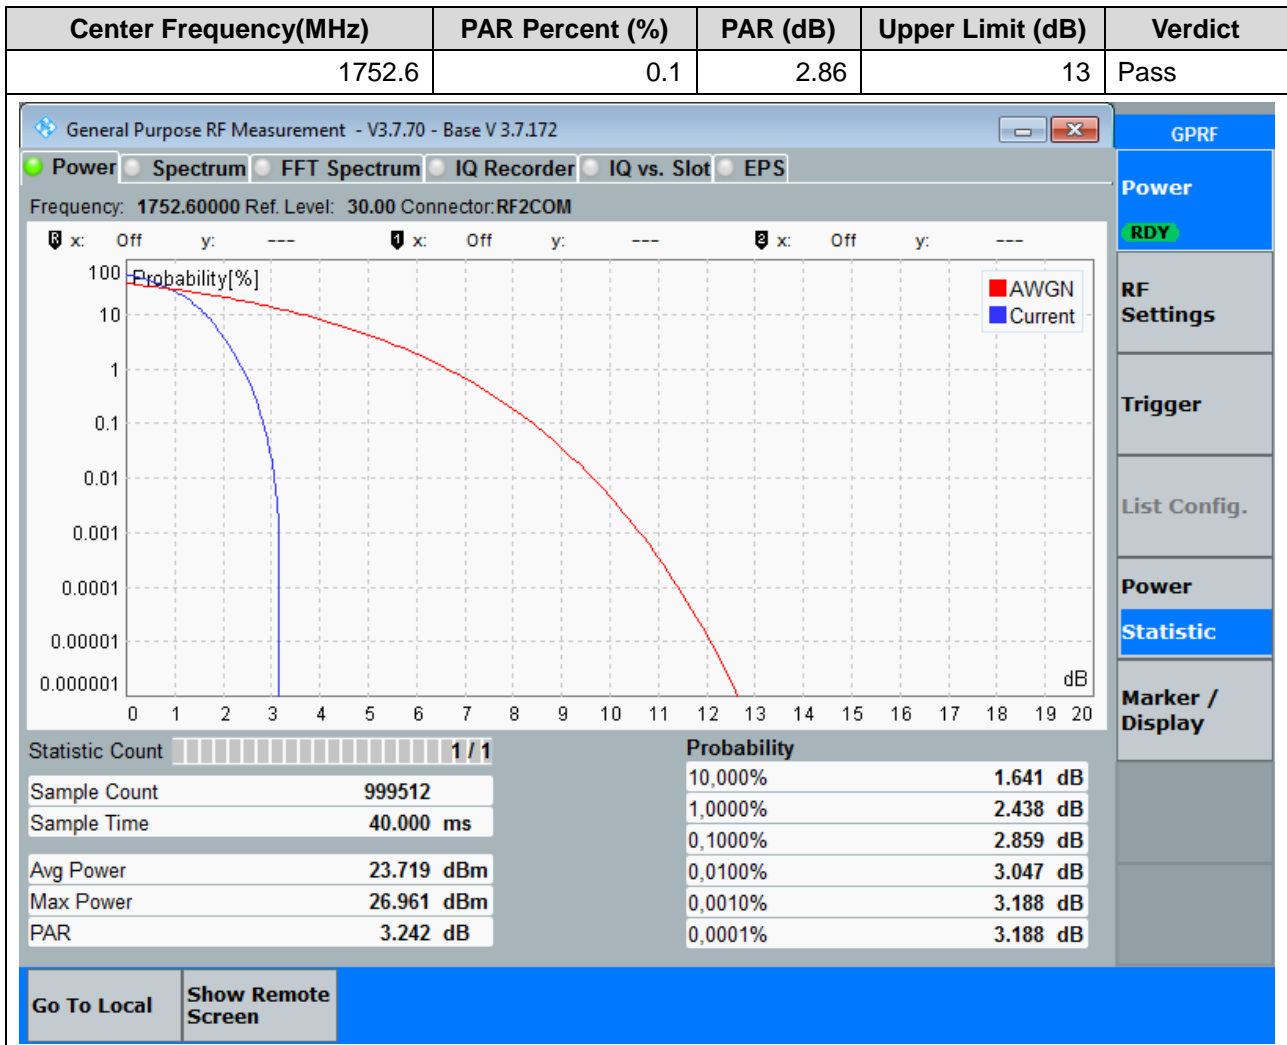 Center Frequency(MHz) PAR Percent (%) PAR (dB) Upper Limit (dB) Verdict
1752.6 0.1 2.86 13 Pass
General Purpose RF Measurement - V3.7.70 - Base V 3.7.172
GPRF
Power Spectrum FFT Spectrum IQ Recorder IQ vs. Slot EPS
Frequency: 1752.60000 Ref. Level: 30.00 Connector: RF2COM
R x: Off y: --- 1 x: Off y: --- 2 x: Off y: ---
Probability[%]
AWGN
Current
100
10
1
0.1
0.01
0.001
0.0001
0.00001
0.000001
dB
0 1 2 3 4 5 6 7 8 9 10 11 12 13 14 15 16 17 18 19 20
Statistic Count 1 / 1
Sample Count 999512
Sample Time 40.000 ms
Avg Power 23.719 dBm
Max Power 26.961 dBm
PAR 3.242 dB
Probability
10,000% 1.641 dB
1,0000% 2.438 dB
0,1000% 2.859 dB
0,0100% 3.047 dB
0,0010% 3.188 dB
0,0001% 3.188 dB
Power
RDY
RF
Settings
Trigger
List Config.
Power
Statistic
Marker /
Display
Go To Local
Show Remote
Screen